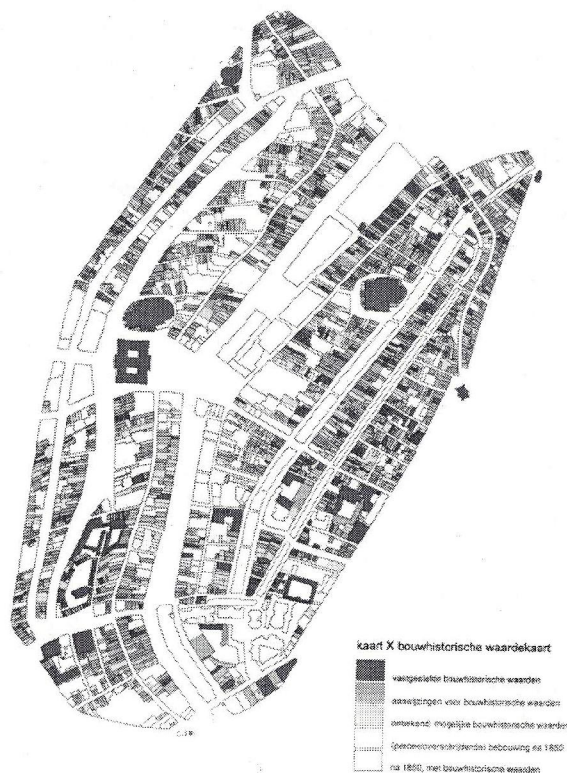 kaart X bouwhistorische waardekaart
vastgestelde bouwhistorische waarden
aanwijzingen voor bouwhistorische waarden
onbekend: mogelijke bouwhistorische waarden
(perceeloverschrijdende) bebouwing na 1850
na 1850, met bouwhistorische waarden